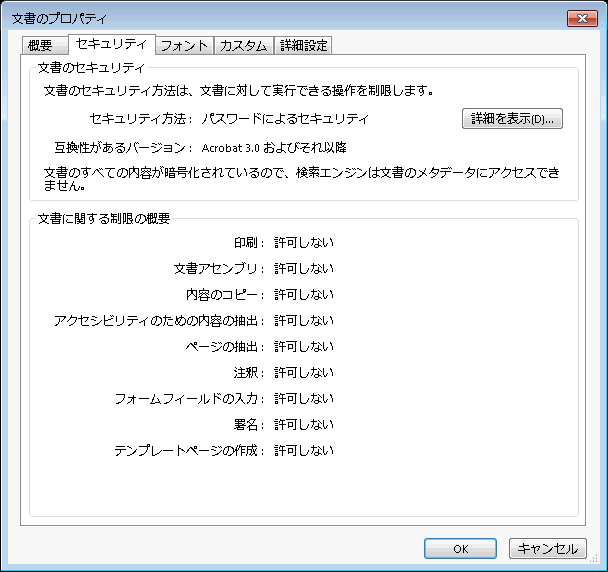 文書のプロパティ
概要 セキュリティ フォント カスタム 詳細設定
文書のセキュリティ
文書のセキュリティ方法は、文書に対して実行できる操作を制限します。
セキュリティ方法： パスワードによるセキュリティ 詳細を表示(D)...
互換性があるバージョン： Acrobat 3.0 およびそれ以降
文書のすべての内容が暗号化されているので、検索エンジンは文書のメタデータにアクセスでき
ません。
文書に関する制限の概要
印刷： 許可しない
文書アセンブリ： 許可しない
内容のコピー： 許可しない
アクセシビリティのための内容の抽出： 許可しない
ページの抽出： 許可しない
注釈： 許可しない
フォームフィールドの入力： 許可しない
署名： 許可しない
テンプレートページの作成： 許可しない
OK キャンセル